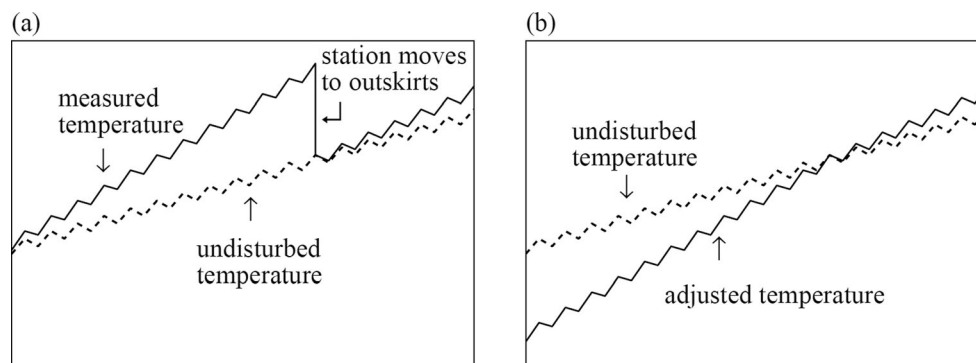 (a)
station moves
to outskirts
measured
temperature
undisturbed
temperature
(b)
undisturbed
temperature
adjusted temperature